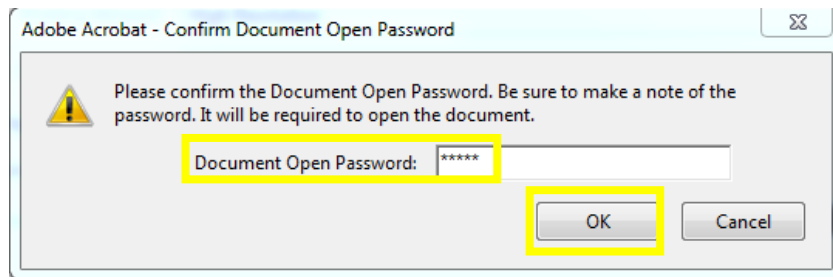 Adobe Acrobat - Confirm Document Open Password
Please confirm the Document Open Password. Be sure to make a note of the
password. It will be required to open the document.
Document Open Password: *****
OK Cancel